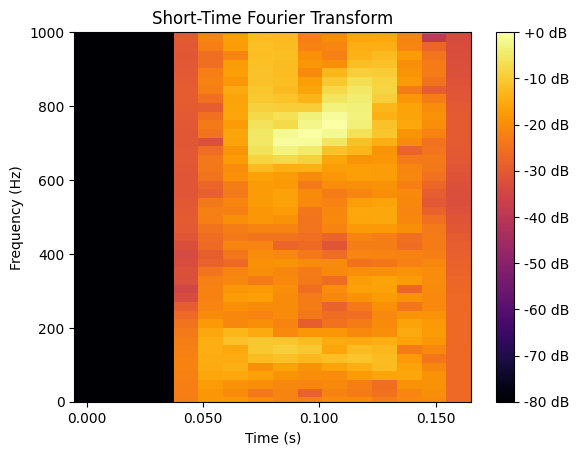 Short-Time Fourier Transform
1000
800
600
400
200
0
Frequency (Hz)
0.000
0.050
0.100
0.150
Time (s)
+0 dB
-10 dB
-20 dB
-30 dB
-40 dB
-50 dB
-60 dB
-70 dB
-80 dB